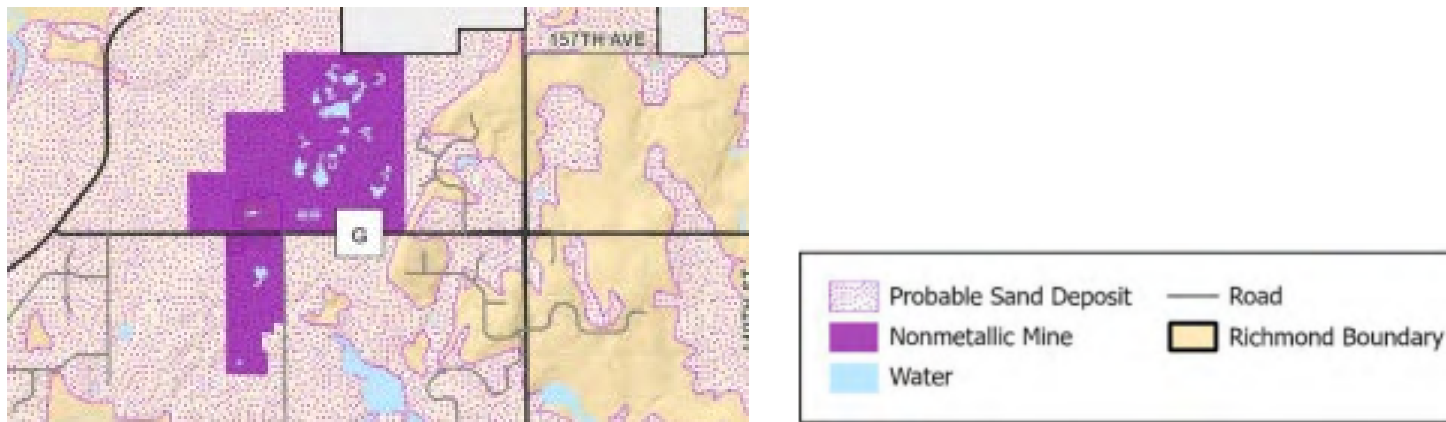 157TH AVE
G
Probable Sand Deposit
Nonmetallic Mine
Water
Road
Richmond Boundary